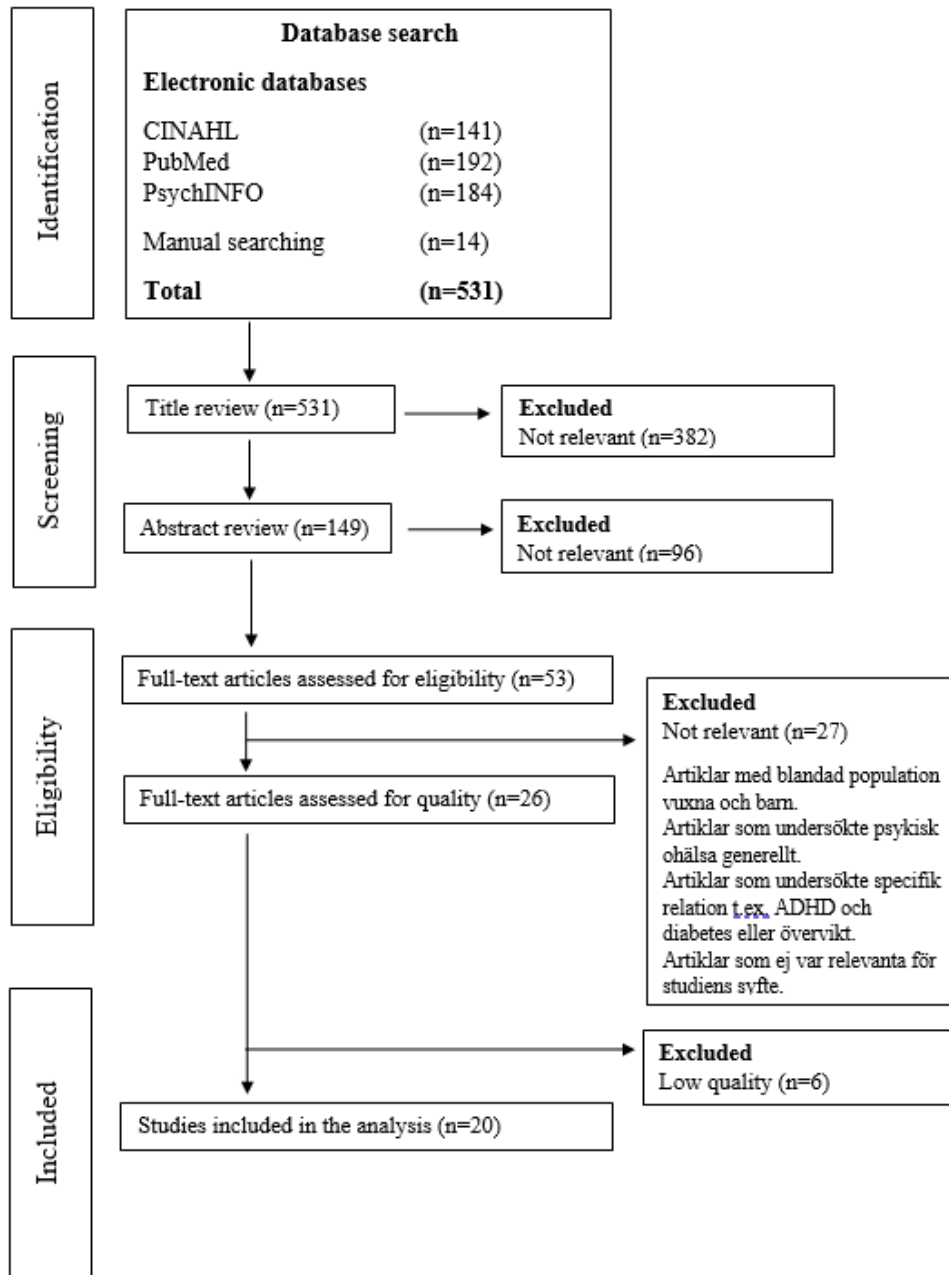 Identification
Database search
Electronic databases
CINAHL (n=141)
PubMed (n=192)
PsychINFO (n=184)
Manual searching (n=14)
Total (n=531)
Screening
Title review (n=531)
Excluded
Not relevant (n=382)
Abstract review (n=149)
Excluded
Not relevant (n=96)
Eligibility
Full-text articles assessed for eligibility (n=53)
Excluded
Not relevant (n=27)
Artiklar med blandad population
vuxna och barn.
Artiklar som undersökte psykisk
ohälsa generellt.
Artiklar som undersökte specifik
relation t.ex. ADHD och
diabetes eller övervikt.
Artiklar som ej var relevanta för
studiens syfte.
Full-text articles assessed for quality (n=26)
Included
Excluded
Low quality (n=6)
Studies included in the analysis (n=20)